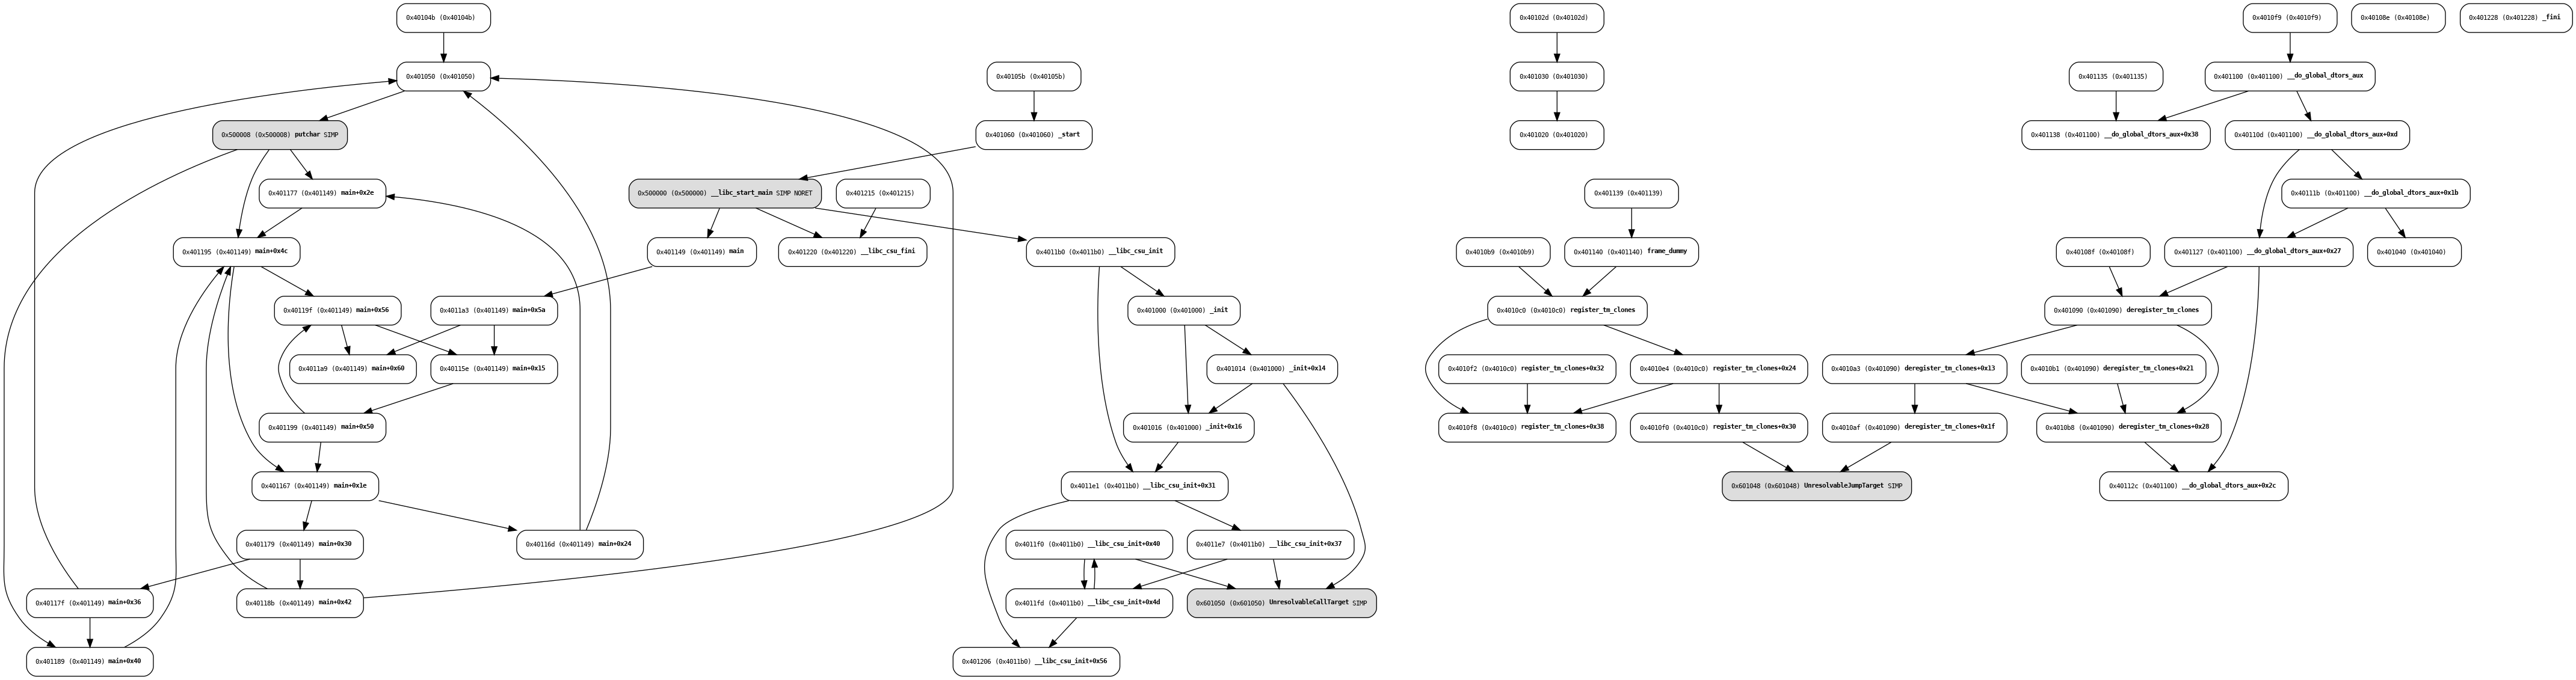 0x40104b (0x40104b)
0x40102d (0x40102d)
0x4010f9 (0x4010f9)
0x40108e (0x40108e)
0x401228 (0x401228) _fini
0x401050 (0x401050)
0x40105b (0x40105b)
0x401030 (0x401030)
0x401135 (0x401135)
0x401100 (0x401100) __do_global_dtors_aux
0x500008 (0x500008) putchar SIMP
0x401060 (0x401060) _start
0x401020 (0x401020)
0x401138 (0x401100) __do_global_dtors_aux+0x38
0x40110d (0x401100) __do_global_dtors_aux+0xd
0x401177 (0x401149) main+0x2e
0x500000 (0x500000) __libc_start_main SIMP NORET
0x401215 (0x401215)
0x401139 (0x401139)
0x40111b (0x401100) __do_global_dtors_aux+0x1b
0x401195 (0x401149) main+0x4c
0x401149 (0x401149) main
0x401220 (0x401220) __libc_csu_fini
0x4011b0 (0x4011b0) __libc_csu_init
0x4010b9 (0x4010b9)
0x401140 (0x401140) frame_dummy
0x40108f (0x40108f)
0x401127 (0x401100) __do_global_dtors_aux+0x27
0x401040 (0x401040)
0x40119f (0x401149) main+0x56
0x4011a3 (0x401149) main+0x5a
0x401000 (0x401000) _init
0x4010c0 (0x4010c0) register_tm_clones
0x401090 (0x401090) deregister_tm_clones
0x4011a9 (0x401149) main+0x60
0x40115e (0x401149) main+0x15
0x401014 (0x401000) _init+0x14
0x4010f2 (0x4010c0) register_tm_clones+0x32
0x4010e4 (0x4010c0) register_tm_clones+0x24
0x4010a3 (0x401090) deregister_tm_clones+0x13
0x4010b1 (0x401090) deregister_tm_clones+0x21
0x401199 (0x401149) main+0x50
0x401016 (0x401000) _init+0x16
0x4010f8 (0x4010c0) register_tm_clones+0x38
0x4010f0 (0x4010c0) register_tm_clones+0x30
0x4010af (0x401090) deregister_tm_clones+0x1f
0x4010b8 (0x401090) deregister_tm_clones+0x28
0x401167 (0x401149) main+0x1e
0x4011e1 (0x4011b0) __libc_csu_init+0x31
0x601048 (0x601048) UnresolvableJumpTarget SIMP
0x40112c (0x401100) __do_global_dtors_aux+0x2c
0x401179 (0x401149) main+0x30
0x40116d (0x401149) main+0x24
0x4011f0 (0x4011b0) __libc_csu_init+0x40
0x4011e7 (0x4011b0) __libc_csu_init+0x37
0x40117f (0x401149) main+0x36
0x40118b (0x401149) main+0x42
0x4011fd (0x4011b0) __libc_csu_init+0x4d
0x601050 (0x601050) UnresolvableCallTarget SIMP
0x401189 (0x401149) main+0x40
0x401206 (0x4011b0) __libc_csu_init+0x56